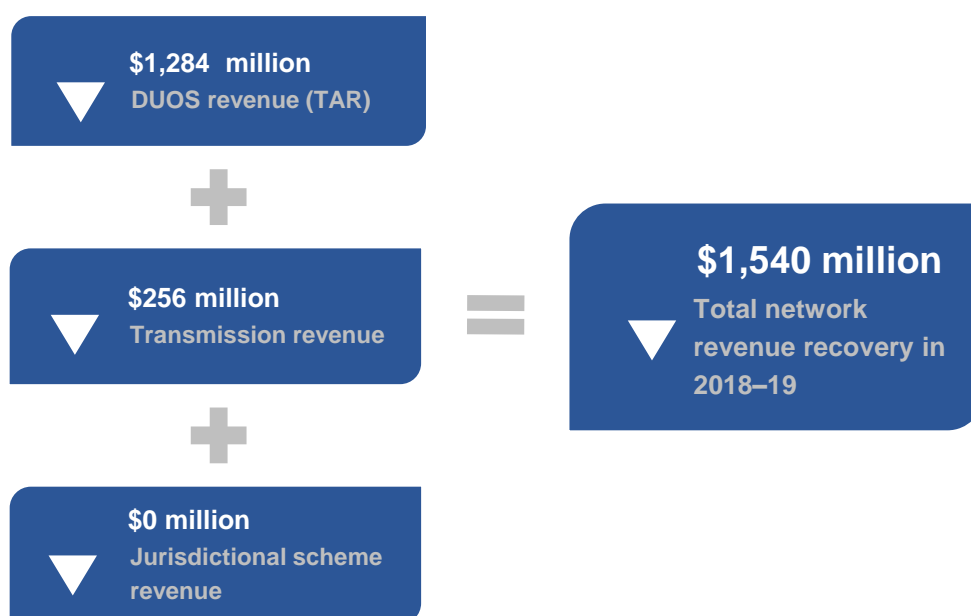 $1,284 million
DUOS revenue (TAR)
$256 million
Transmission revenue
$0 million
Jurisdictional scheme
revenue
$1,540 million
Total network
revenue recovery in
2018–19